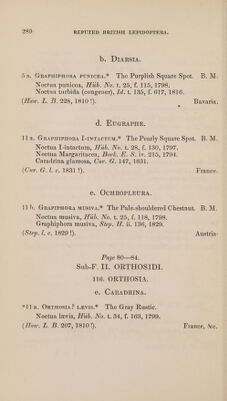 280 REPUTED BRITISH LEPIDOPTERA.
b. Diarsia.
5 a. Graphiphora punicea.* The Purplish Square Spot. B. M.
Noctua punicea, Hüb. No. t. 25, f. 115, 1798.
Noctua turbida (congener), Id. t. 135, f. 617, 1816.
(Haw. L. B. 228, 1810!). Bavaria.
d. Eugraphe.
11 a. Graphiphora I-intactum.* The Pearly Square Spot. B. M.
Noctua I-intactum, Hüb. No. t. 28, f. 130, 1797.
Noctua Margaritacea, Bork. E. S. iv. 215, 1794.
Caradrina glareosa, Cur. G. 147, 1831.
(Cur. G. l. c. 1831!). France.
e. Ochropleura.
11 b. Graphiphora musiva.* The Pale-shouldered Chestnut. B. M.
Noctua musiva, Hüb. No. t. 25, f. 118, 1798.
Graphiphora musiva, Step. H. ii. 136, 1829.
(Step. l. c. 1829!). Austria.
Page 80—84.
Sub-F. II. ORTHOSIDI.
116. ORTHOSIA.
e. Caradrina.
*11 a. Orthosia? lævis.* The Gray Rustic.
Noctua lævis, Hüb. No. t. 34, f. 163, 1799.
(Haw. L. B. 207, 1810!). France, &c.